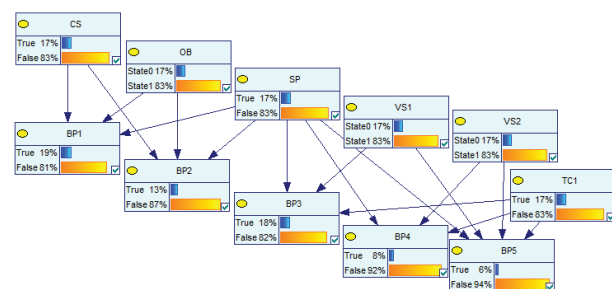 CS
True 17%
False 83%
OB
State0 17%
State1 83%
SP
True 17%
False 83%
VS1
State0 17%
State1 83%
VS2
State0 17%
State1 83%
BP1
True 19%
False 81%
BP2
True 13%
False 87%
TC1
True 17%
False 83%
BP3
True 18%
False 82%
BP4
True 8%
False 92%
BP5
True 6%
False 94%